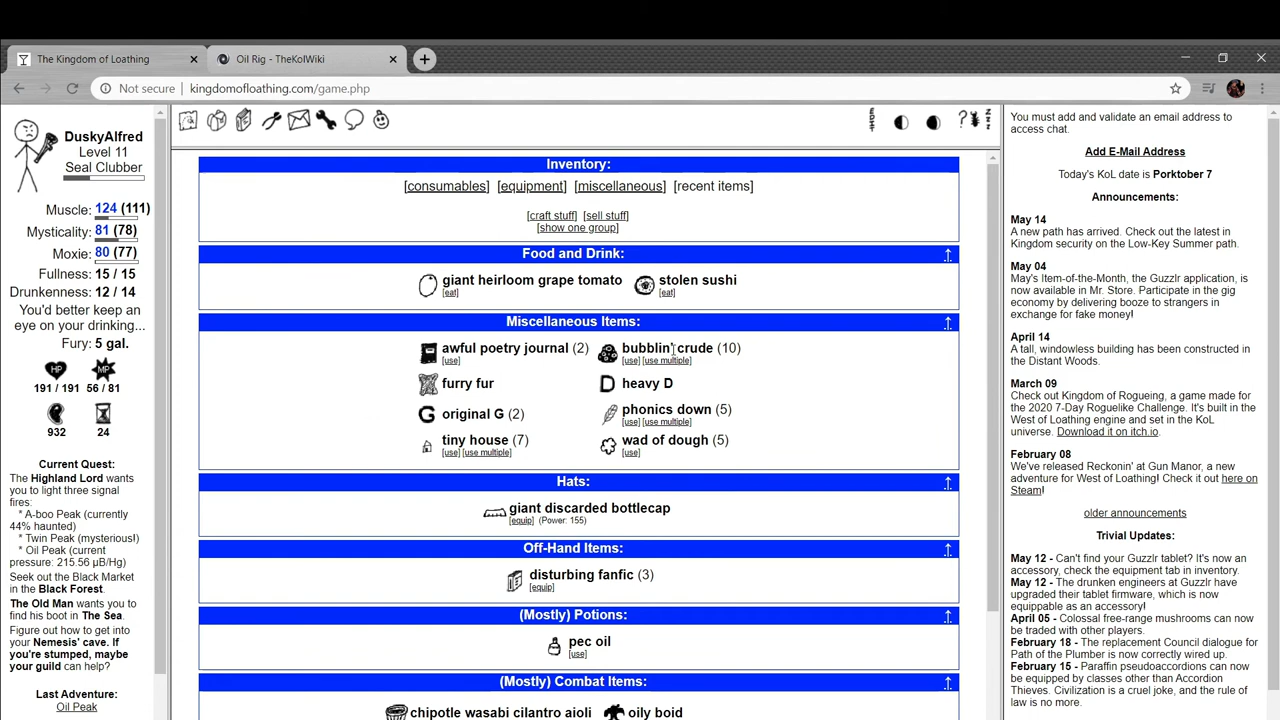 The Kingdom of Loathing
Oil Rig - TheKolWiki
Not secure
kingdomofloathing.com/game.php
DuskyAlfred
Level 11
Seal Clubber
Muscle: 124 (111)
Mysticality: 81 (78)
Moxie: 80 (77)
Fullness: 15 / 15
Drunkenness: 12 / 14
You'd better keep an
eye on your drinking...
Fury: 5 gal.
HP MP
191 / 191 56 / 81
932 24
Current Quest:
The Highland Lord wants
you to light three signal
fires:
* A-boo Peak (currently
44% haunted)
* Twin Peak (mysterious!)
* Oil Peak (current
pressure: 215.56 µB/Hg)
Seek out the Black Market
in the Black Forest.
The Old Man wants you to
find his boot in The Sea.
Figure out how to get into
your Nemesis' cave. If
you're stumped, maybe
your guild can help?
Last Adventure:
Oil Peak
EDIT
Zzz
Inventory:
[consumables] [equipment] [miscellaneous] [recent items]
[craft stuff] [sell stuff]
[show one group]
Food and Drink:
giant heirloom grape tomato
[eat]
stolen sushi
[eat]
Miscellaneous Items:
awful poetry journal (2)
[use]
bubblin' crude (10)
[use] [use multiple]
furry fur
D heavy D
G original G (2)
phonics down (5)
[use] [use multiple]
tiny house (7)
[use] [use multiple]
wad of dough (5)
[use]
Hats:
giant discarded bottlecap
[equip] (Power: 155)
Off-Hand Items:
disturbing fanfic (3)
[equip]
(Mostly) Potions:
pec oil
[use]
(Mostly) Combat Items:
chipotle wasabi cilantro aioli
oily boid
You must add and validate an email address to
access chat.
Add E-Mail Address
Today's KoL date is Porktober 7
Announcements:
May 14
A new path has arrived. Check out the latest in
Kingdom security on the Low-Key Summer path.
May 04
May's Item-of-the-Month, the Guzzlr application, is
now available in Mr. Store. Participate in the gig
economy by delivering booze to strangers in
exchange for fake money!
April 14
A tall, windowless building has been constructed in
the Distant Woods.
March 09
Check out Kingdom of Rogueing, a game made for
the 2020 7-Day Roguelike Challenge. It's built in the
West of Loathing engine and set in the KoL
universe. Download it on itch.io.
February 08
We've released Reckonin' at Gun Manor, a new
adventure for West of Loathing! Check it out here on
Steam!
older announcements
Trivial Updates:
May 12 - Can't find your Guzzlr tablet? It's now an
accessory, check the equipment tab in inventory.
May 12 - The drunken engineers at Guzzlr have
upgraded their tablet firmware, which is now
equippable as an accessory!
April 05 - Colossal free-range mushrooms can now
be traded with other players.
February 18 - The replacement Council dialogue for
Path of the Plumber is now correctly wired up.
February 15 - Paraffin pseudoaccordions can now
be equipped by classes other than Accordion
Thieves. Civilization is a cruel joke, and the rule of
law is no more.